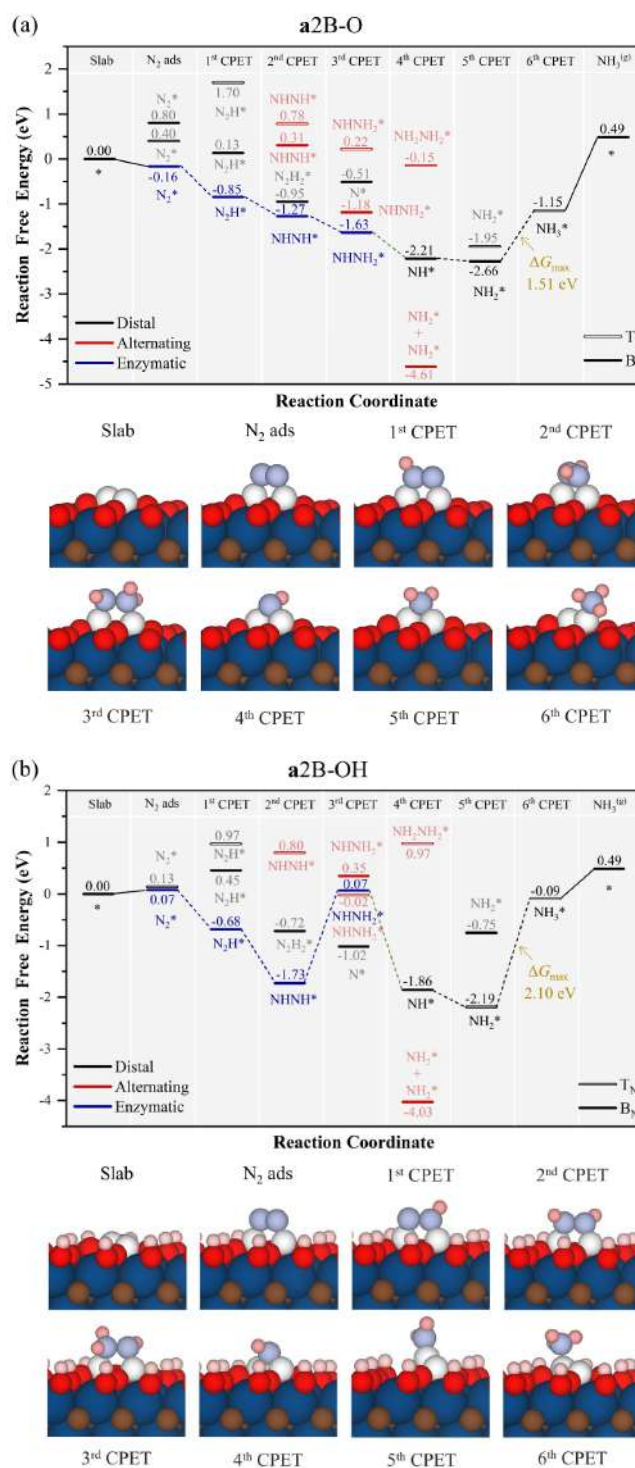 (a)
a2B-O
Slab N₂ ads 1ˢᵗ CPET 2ⁿᵈ CPET 3ʳᵈ CPET 4ᵗʰ CPET 5ᵗʰ CPET 6ᵗʰ CPET NH₃⁽ᵍ⁾
Reaction Free Energy (eV)
2
1
0
-1
-2
-3
-4
-5
0.00
*
N₂*
0.80
0.40
N₂*
-0.16
N₂*
1.70
N₂H*
0.13
N₂H*
-0.85
N₂H*
NHNH*
0.78
0.31
NHNH*
N₂H₂*
-0.95
-1.27
NHNH*
NHNH₂*
0.22
-0.51
N*
-1.18
NHNH₂*
-1.63
NHNH₂*
NH₂NH₂*
-0.15
-2.21
NH*
NH₂*
+
NH₂*
-4.61
NH₂*
-1.95
-2.66
NH₂*
-1.15
NH₃*
ΔGmax
1.51 eV
0.49
*
Distal
Alternating
Enzymatic
T
B
Reaction Coordinate
Slab N₂ ads 1ˢᵗ CPET 2ⁿᵈ CPET
3ʳᵈ CPET 4ᵗʰ CPET 5ᵗʰ CPET 6ᵗʰ CPET
(b)
a2B-OH
Slab N₂ ads 1ˢᵗ CPET 2ⁿᵈ CPET 3ʳᵈ CPET 4ᵗʰ CPET 5ᵗʰ CPET 6ᵗʰ CPET NH₃⁽ᵍ⁾
Reaction Free Energy (eV)
2
1
0
-1
-2
-3
-4
0.00
*
N₂*
0.13
0.07
N₂*
0.97
N₂H*
0.45
N₂H*
-0.68
N₂H*
0.80
NHNH*
-0.72
N₂H₂*
-1.73
NHNH*
NHNH₂*
0.35
0.07
-0.02
NHNH₂*
NHNH₂*
-1.02
N*
NH₂NH₂*
0.97
-1.86
NH*
NH₂*
+
NH₂*
-4.03
NH₂*
-0.75
-2.19
NH₂*
-0.09
NH₃*
ΔGmax
2.10 eV
0.49
*
Distal
Alternating
Enzymatic
T_N
B_N
Reaction Coordinate
Slab N₂ ads 1ˢᵗ CPET 2ⁿᵈ CPET
3ʳᵈ CPET 4ᵗʰ CPET 5ᵗʰ CPET 6ᵗʰ CPET